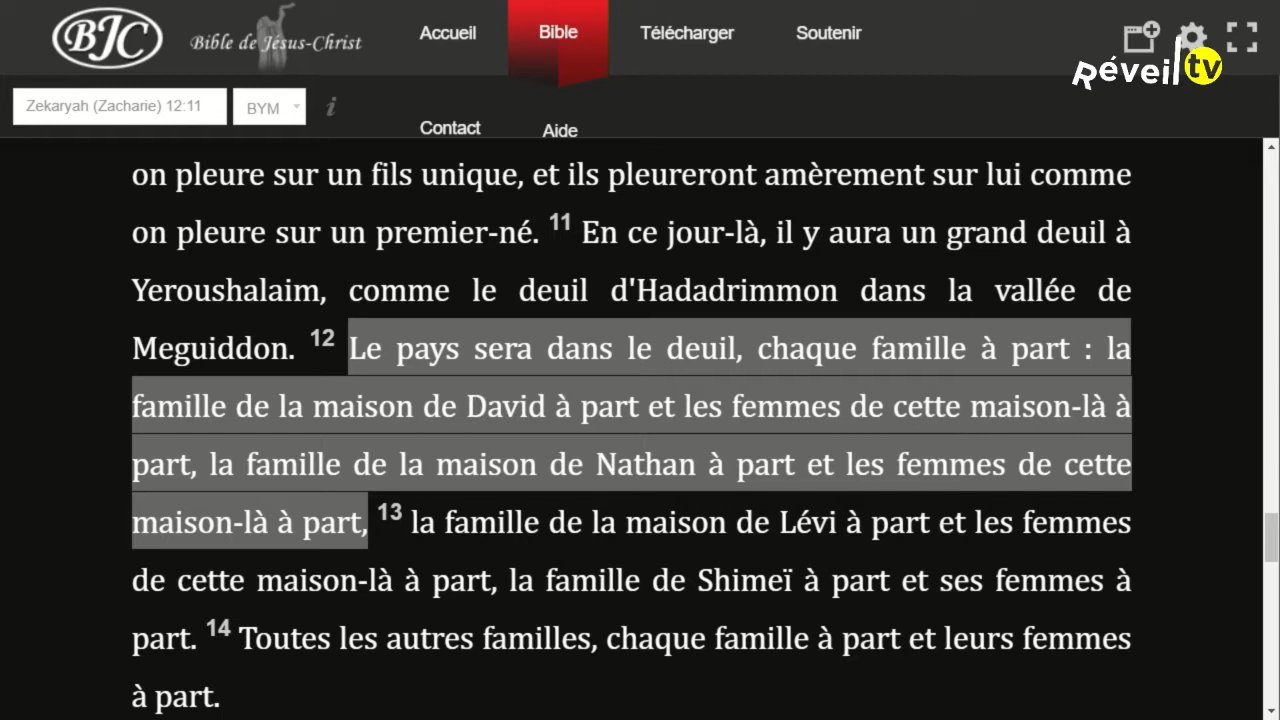 BJC
Bible de Jésus-Christ
Accueil
Bible
Télécharger
Soutenir
Réveil tv
Zekaryah (Zacharie) 12:11
BYM
i
Contact
Aide
on pleure sur un fils unique, et ils pleureront amèrement sur lui comme
on pleure sur un premier-né. 11 En ce jour-là, il y aura un grand deuil à
Yeroushalaim, comme le deuil d'Hadadrimmon dans la vallée de
Meguiddon. 12 Le pays sera dans le deuil, chaque famille à part : la
famille de la maison de David à part et les femmes de cette maison-là à
part, la famille de la maison de Nathan à part et les femmes de cette
maison-là à part, 13 la famille de la maison de Lévi à part et les femmes
de cette maison-là à part, la famille de Shimeï à part et ses femmes à
part. 14 Toutes les autres familles, chaque famille à part et leurs femmes
à part.